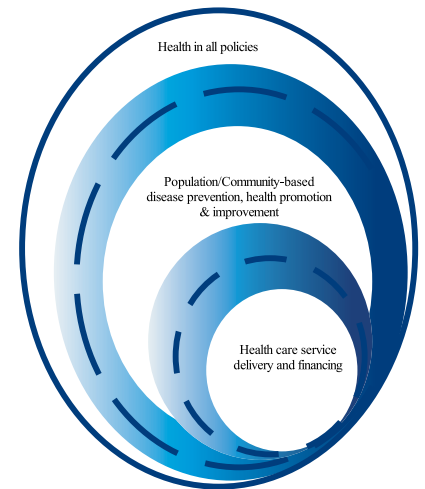 Health in all policies
Population/Community-based
disease prevention, health promotion
& improvement
Health care service
delivery and financing